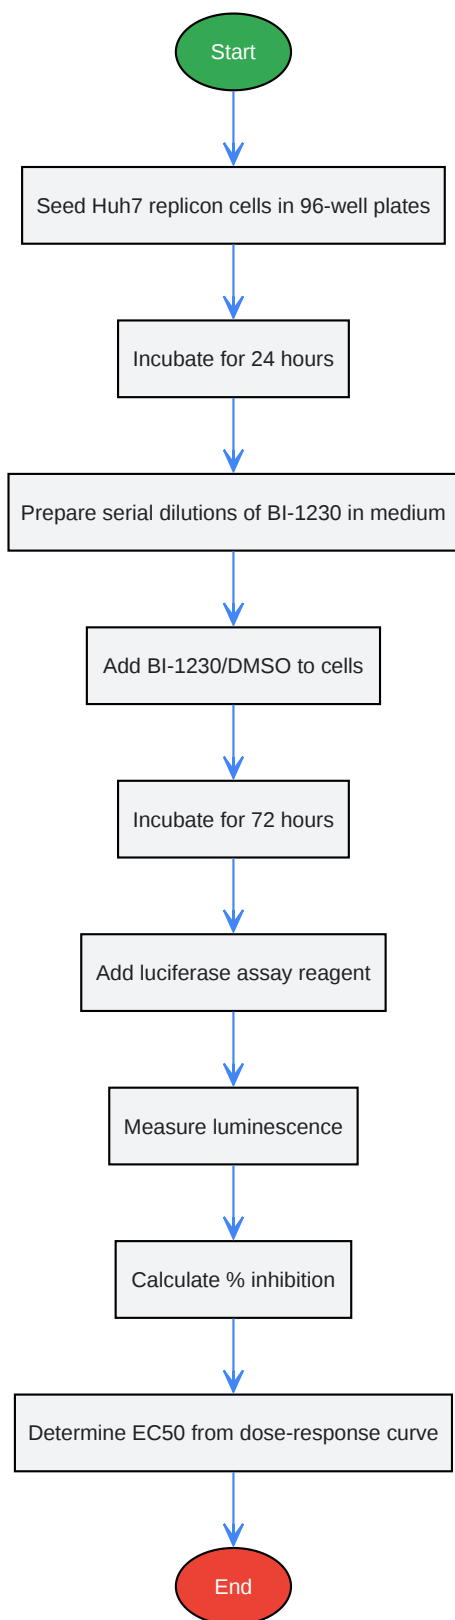 Start
Seed Huh7 replicon cells in 96-well plates
Incubate for 24 hours
Prepare serial dilutions of BI-1230 in medium
Add BI-1230/DMSO to cells
Incubate for 72 hours
Add luciferase assay reagent
Measure luminescence
Calculate % inhibition
Determine EC50 from dose-response curve
End